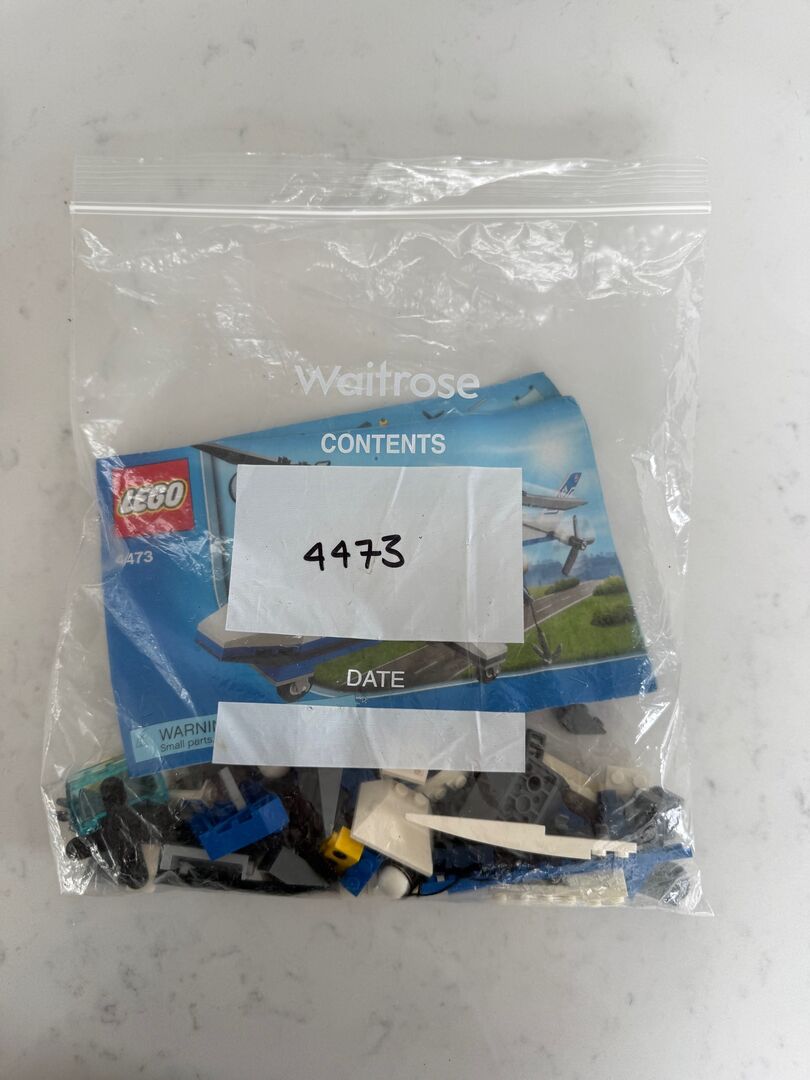 Waitrose
CONTENTS
LEGO
4473
4473
DATE
WARNIN
Small parts.